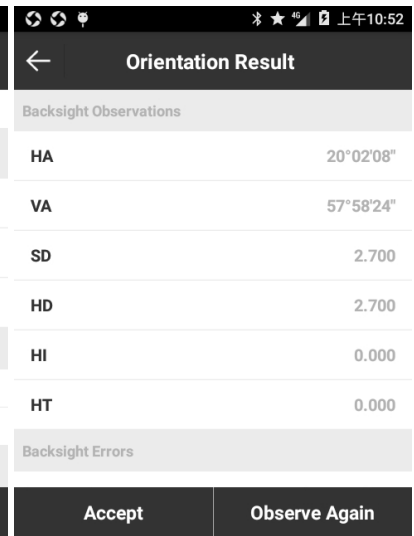 4G 上午10:52
Orientation Result
Backsight Observations
HA 20°02'08"
VA 57°58'24"
SD 2.700
HD 2.700
HI 0.000
HT 0.000
Backsight Errors
Accept Observe Again